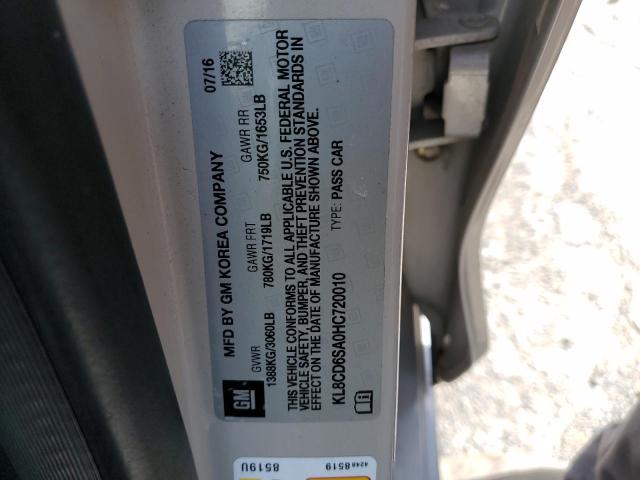 MFD BY GM KOREA COMPANY
07/16
GVWR
GAWR FRT
GAWR RR
1388KG/3060LB
780KG/1719LB
750KG/1653LB
THIS VEHICLE CONFORMS TO ALL APPLICABLE U.S. FEDERAL MOTOR
VEHICLE SAFETY, BUMPER, AND THEFT PREVENTION STANDARDS IN
EFFECT ON THE DATE OF MANUFACTURE SHOWN ABOVE.
KL8CD6SA0HC720010
TYPE: PASS CAR
GM
4248 8519
8519U